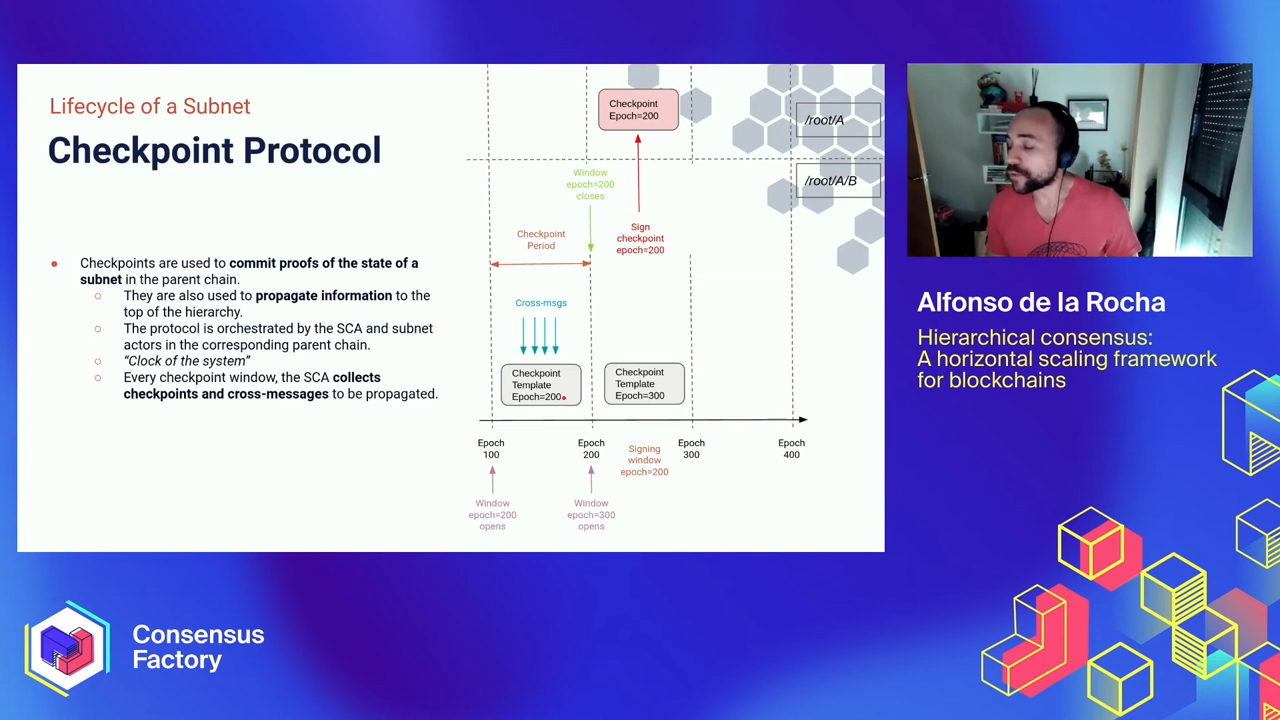 Lifecycle of a Subnet
Checkpoint Protocol
● Checkpoints are used to commit proofs of the state of a
subnet in the parent chain.
○ They are also used to propagate information to the
top of the hierarchy.
○ The protocol is orchestrated by the SCA and subnet
actors in the corresponding parent chain.
○ “Clock of the system”
○ Every checkpoint window, the SCA collects
checkpoints and cross-messages to be propagated.
Checkpoint
Epoch=200
/root/A
/root/A/B
Window
epoch=200
closes
Sign
checkpoint
epoch=200
Checkpoint
Period
Cross-msgs
Checkpoint
Template
Epoch=200
Checkpoint
Template
Epoch=300
Epoch
100
Epoch
200
Epoch
300
Epoch
400
Signing
window
epoch=200
Window
epoch=200
opens
Window
epoch=300
opens
Alfonso de la Rocha
Hierarchical consensus:
A horizontal scaling framework
for blockchains
Consensus
Factory